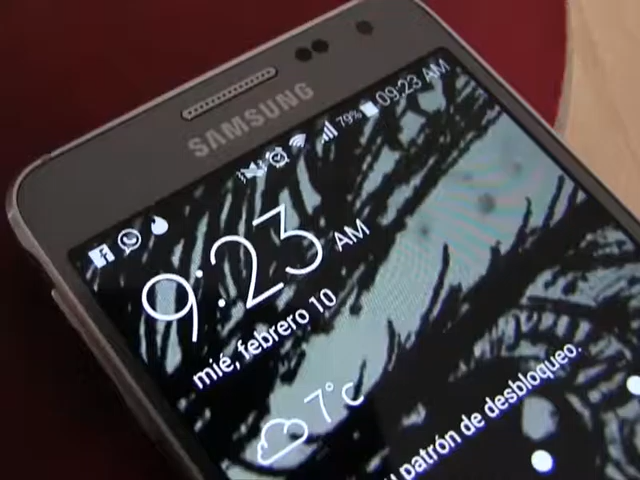 SAMSUNG
79% 09:23 AM
9:23 AM
mié, febrero 10
7°c
patrón de desbloqueo.